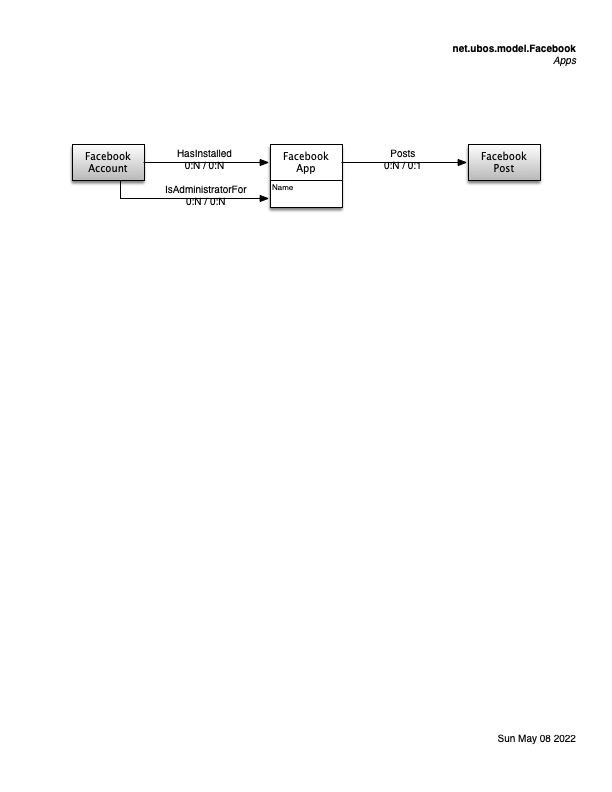 net.ubos.model.Facebook
Apps
Facebook
Account
HasInstalled
0:N / 0:N
Facebook
App
Posts
0:N / 0:1
Facebook
Post
IsAdministratorFor
0:N / 0:N
Name
Sun May 08 2022